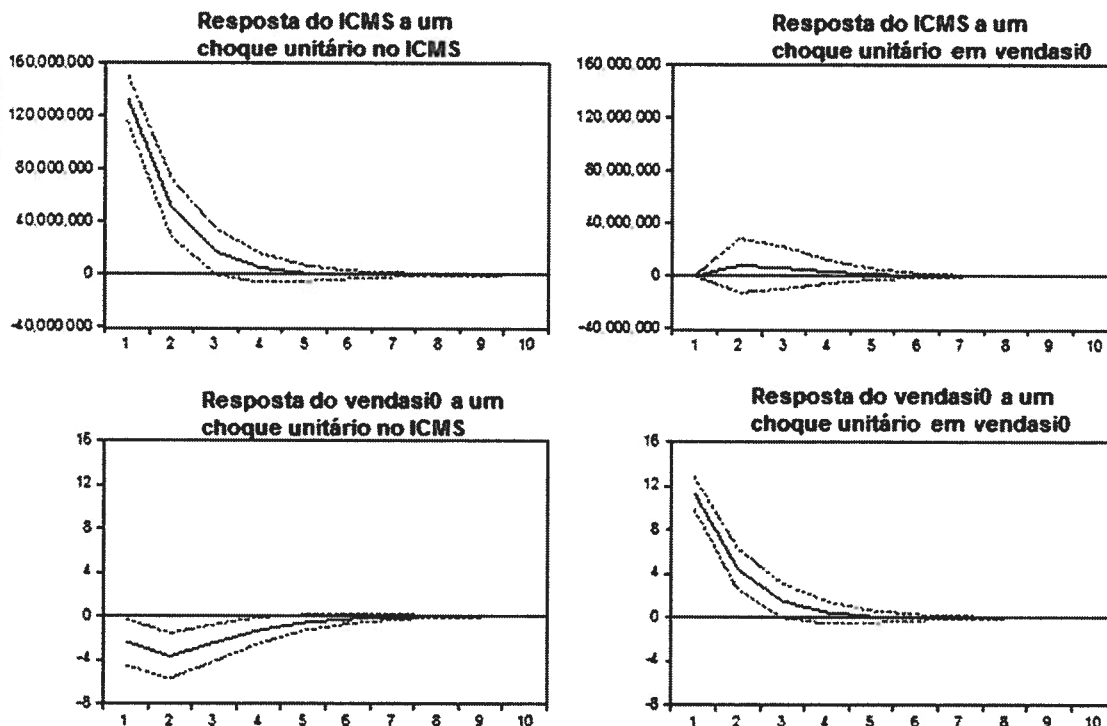 Resposta do ICMS a um
choque unitário no ICMS
160,000,000
120,000,000
80,000,000
40,000,000
0
-40,000,000
1 2 3 4 5 6 7 8 9 10
Resposta do ICMS a um
choque unitário em vendasi0
160,000,000
120,000,000
80,000,000
40,000,000
0
-40,000,000
1 2 3 4 5 6 7 8 9 10
Resposta do vendasi0 a um
choque unitário no ICMS
16
12
8
4
0
-4
-8
1 2 3 4 5 6 7 8 9 10
Resposta do vendasi0 a um
choque unitário em vendasi0
16
12
8
4
0
-4
-8
1 2 3 4 5 6 7 8 9 10